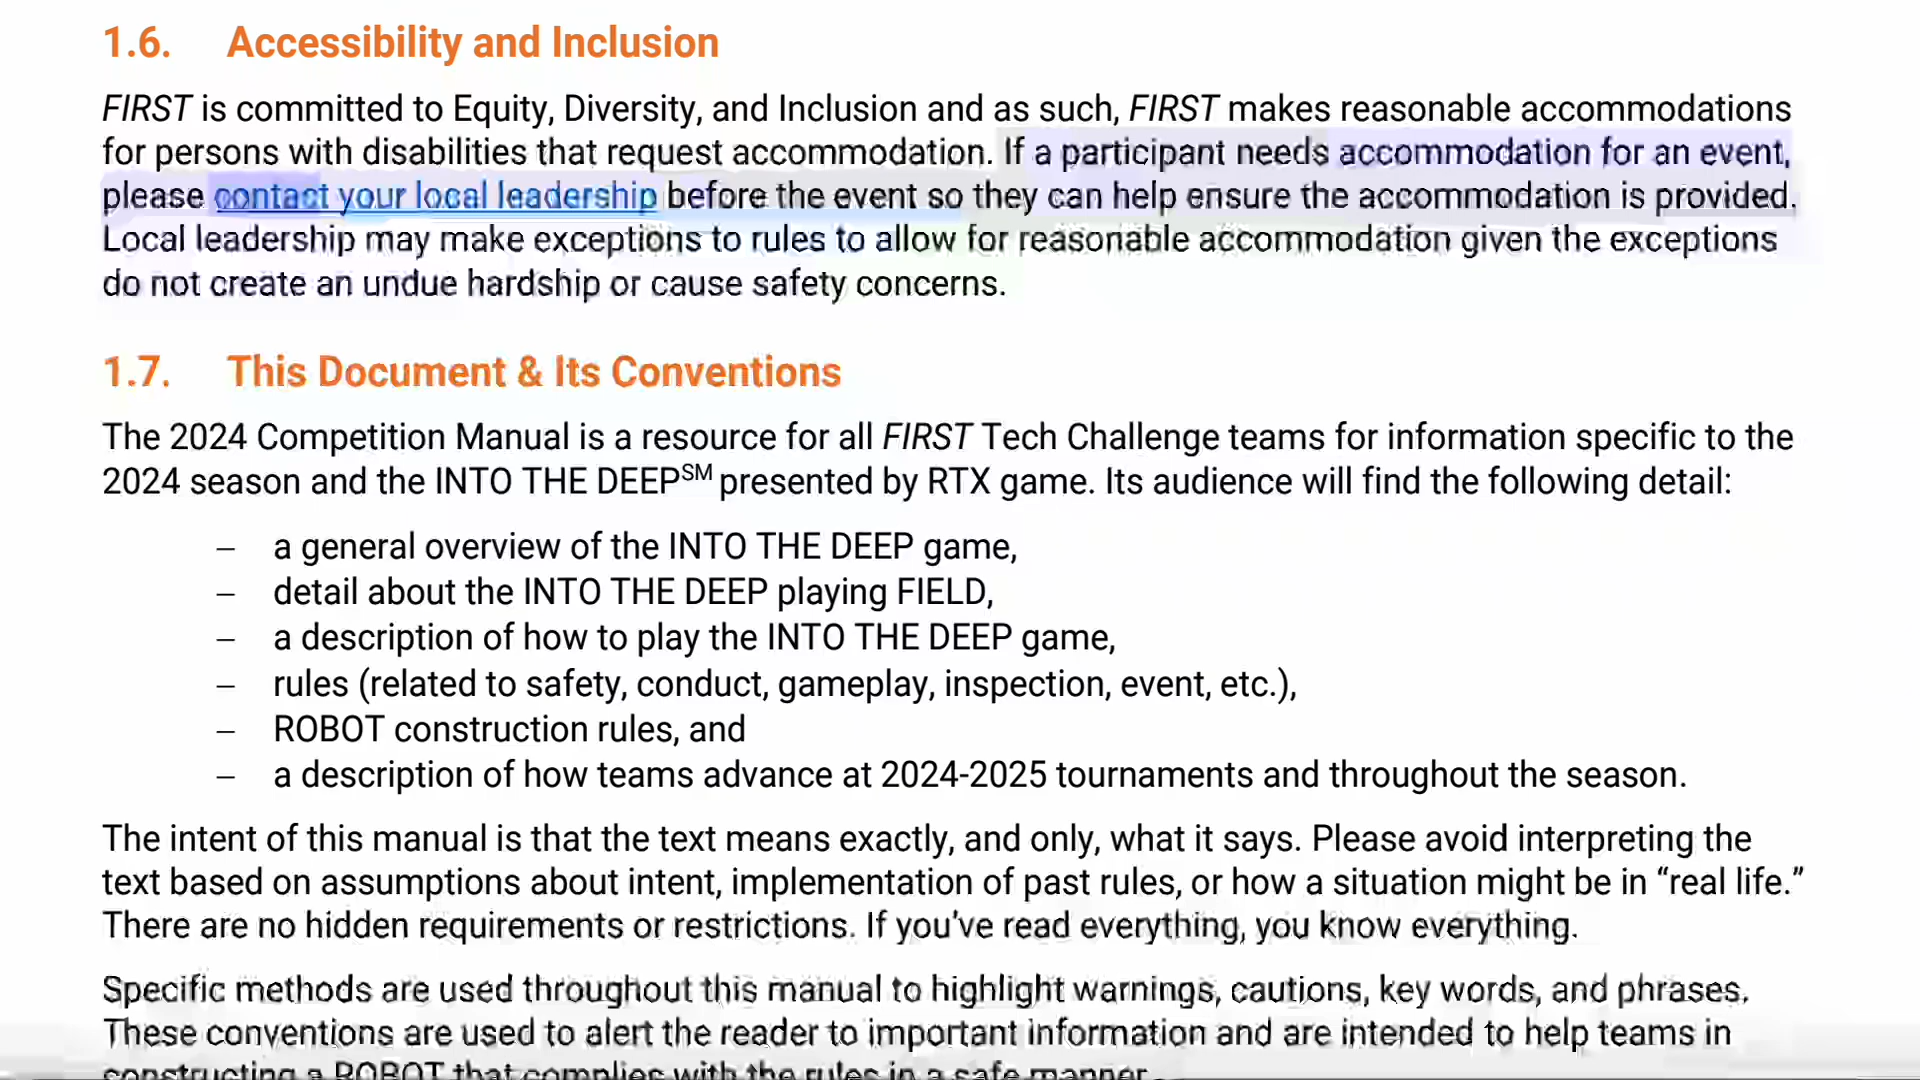 1.6. Accessibility and Inclusion
FIRST is committed to Equity, Diversity, and Inclusion and as such, FIRST makes reasonable accommodations
for persons with disabilities that request accommodation. If a participant needs accommodation for an event,
please contact your local leadership before the event so they can help ensure the accommodation is provided.
Local leadership may make exceptions to rules to allow for reasonable accommodation given the exceptions
do not create an undue hardship or cause safety concerns.
1.7. This Document & Its Conventions
The 2024 Competition Manual is a resource for all FIRST Tech Challenge teams for information specific to the
2024 season and the INTO THE DEEP℠ presented by RTX game. Its audience will find the following detail:
– a general overview of the INTO THE DEEP game,
– detail about the INTO THE DEEP playing FIELD,
– a description of how to play the INTO THE DEEP game,
– rules (related to safety, conduct, gameplay, inspection, event, etc.),
– ROBOT construction rules, and
– a description of how teams advance at 2024-2025 tournaments and throughout the season.
The intent of this manual is that the text means exactly, and only, what it says. Please avoid interpreting the
text based on assumptions about intent, implementation of past rules, or how a situation might be in “real life.”
There are no hidden requirements or restrictions. If you’ve read everything, you know everything.
Specific methods are used throughout this manual to highlight warnings, cautions, key words, and phrases.
These conventions are used to alert the reader to important information and are intended to help teams in
constructing a ROBOT that complies with the rules in a safe manner.